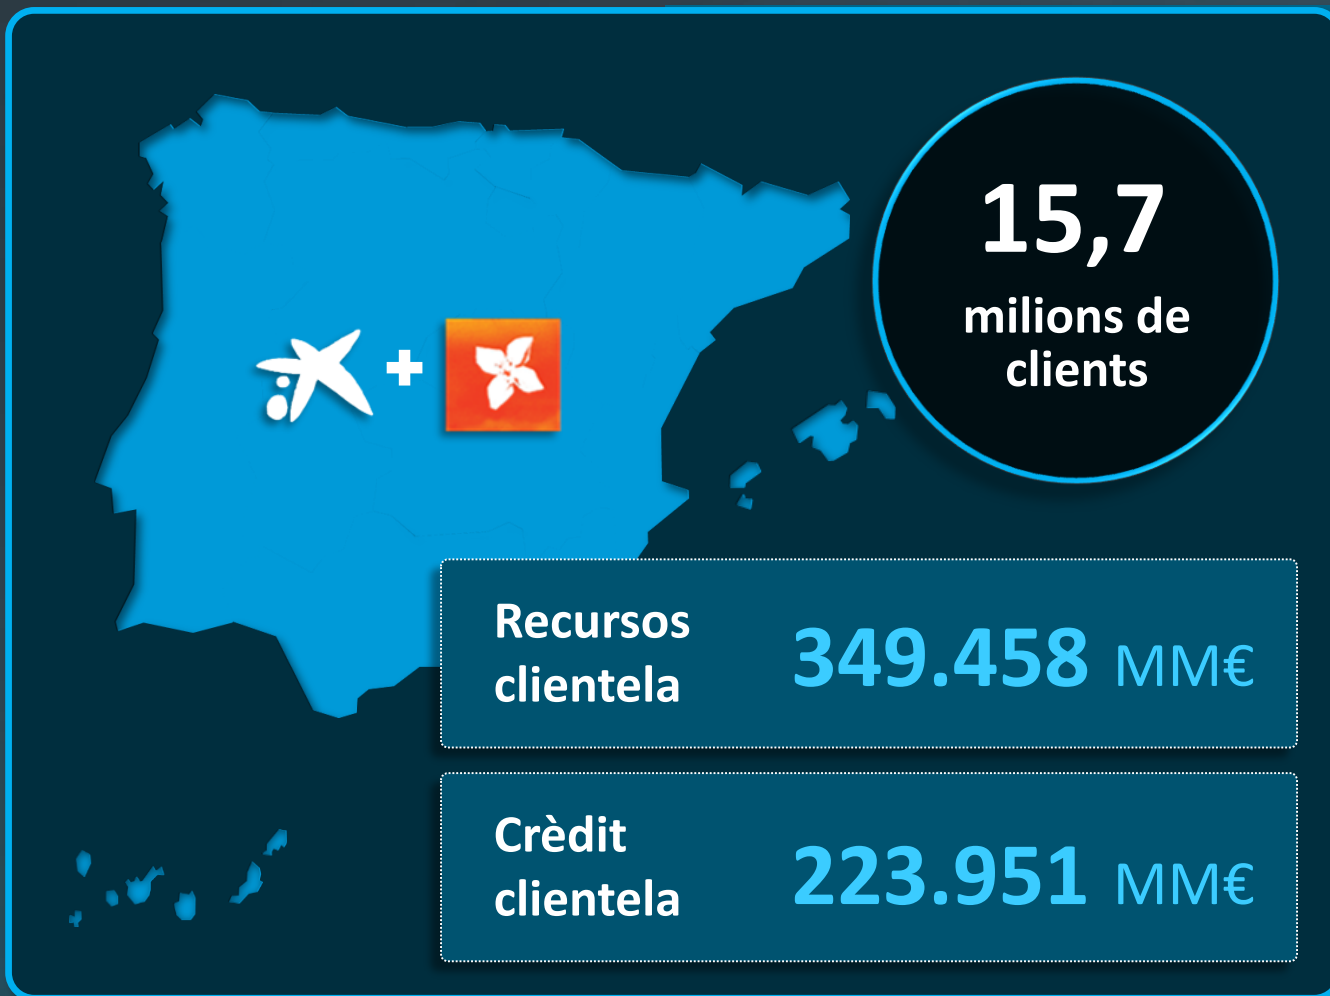 15,7
milions de
clients
+
Recursos
clientela
349.458 MM€
Crèdit
clientela
223.951 MM€